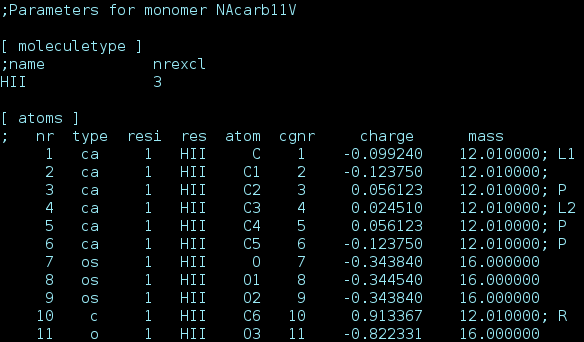 ;Parameters for monomer NAcarb11V
[ moleculetype ]
;name            nrexcl
HII              3
[ atoms ]
;   nr  type  resi  res  atom  cgnr     charge       mass
     1   ca     1   HII     C    1    -0.099240    12.010000; L1
     2   ca     1   HII    C1    2    -0.123750    12.010000;
     3   ca     1   HII    C2    3     0.056123    12.010000; P
     4   ca     1   HII    C3    4     0.024510    12.010000; L2
     5   ca     1   HII    C4    5     0.056123    12.010000; P
     6   ca     1   HII    C5    6    -0.123750    12.010000; P
     7   os     1   HII     O    7    -0.343840    16.000000
     8   os     1   HII    O1    8    -0.344540    16.000000
     9   os     1   HII    O2    9    -0.343840    16.000000
    10    c     1   HII    C6   10     0.913367    12.010000; R
    11    o     1   HII    O3   11    -0.822331    16.000000